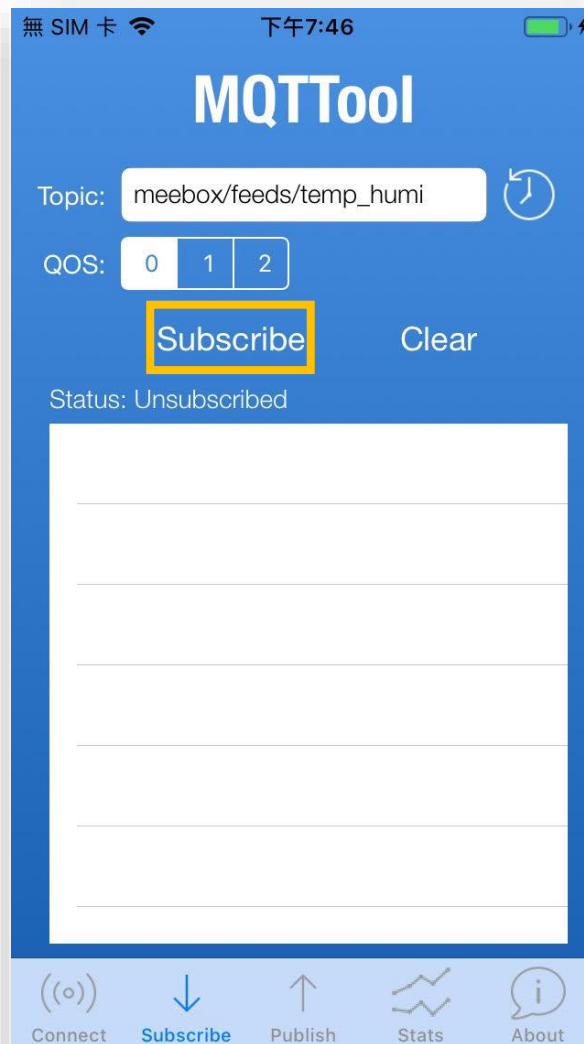 無 SIM 卡 下午7:46
MQTTool
Topic: meebox/feeds/temp_humi
QOS: 0 1 2
Subscribe Clear
Status: Unsubscribed
Connect Subscribe Publish Stats About